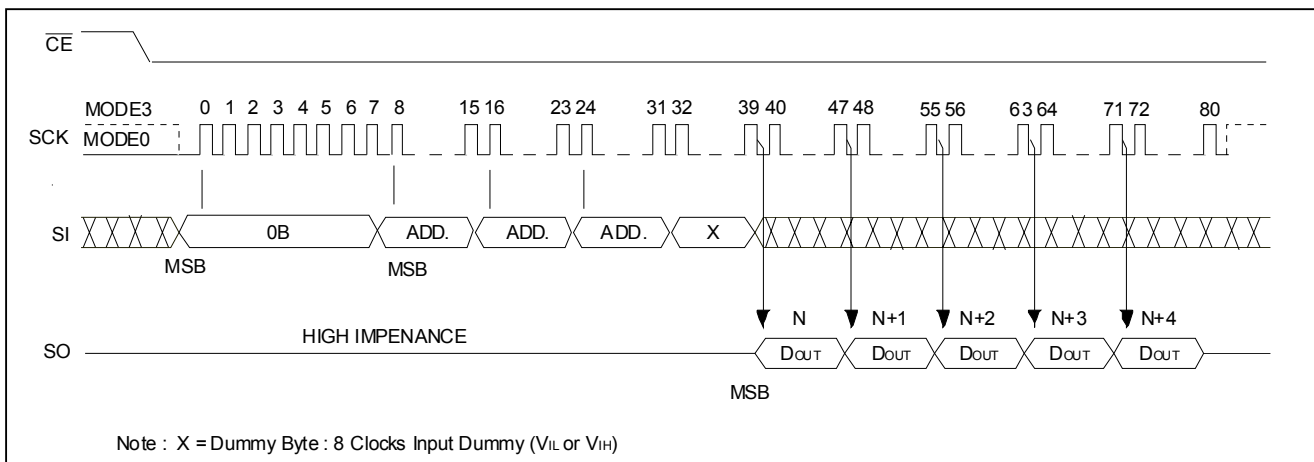 CE
MODE3 0 1 2 3 4 5 6 7 8 15 16 23 24 31 32 39 40 47 48 55 56 63 64 71 72 80
SCK MODE0
SI 0B ADD. ADD. ADD. X
MSB MSB
N N+1 N+2 N+3 N+4
HIGH IMPENANCE
SO DOUT DOUT DOUT DOUT DOUT
MSB
Note : X = Dummy Byte : 8 Clocks Input Dummy (VIL or VIH)